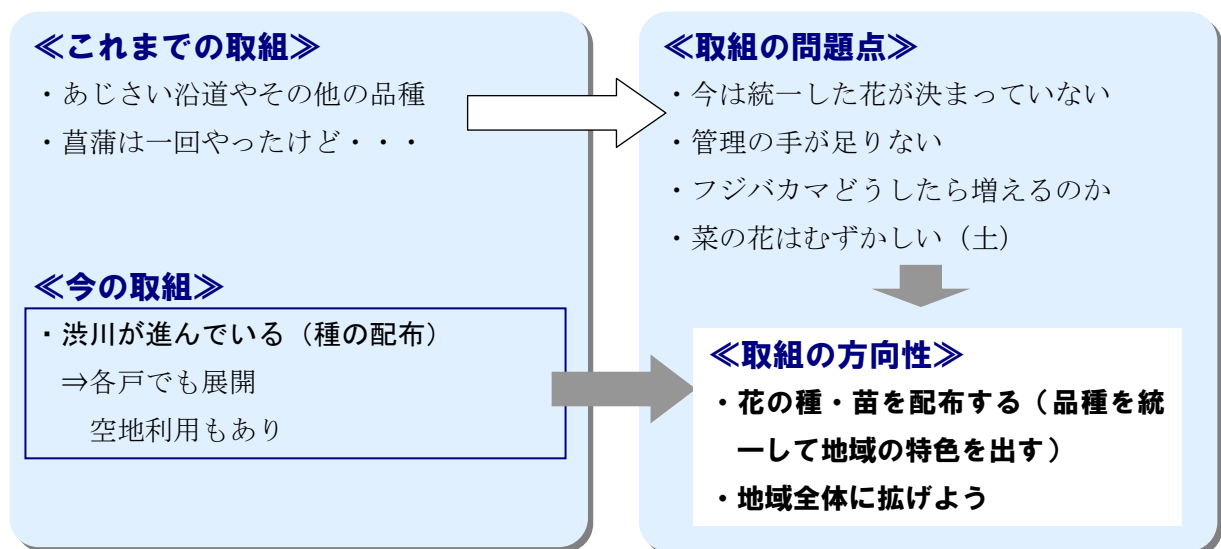 ≪これまでの取組≫
・あじさい沿道やその他の品種
・菖蒲は一回やったけど・・・
≪今の取組≫
・渋川が進んでいる（種の配布）
⇒各戸でも展開
空地利用もあり
≪取組の問題点≫
・今は統一した花が決まっていない
・管理の手が足りない
・フジバカマどうしたら増えるのか
・菜の花はむずかしい（土）
≪取組の方向性≫
・花の種・苗を配布する（品種を統
一して地域の特色を出す）
・地域全体に拡げよう